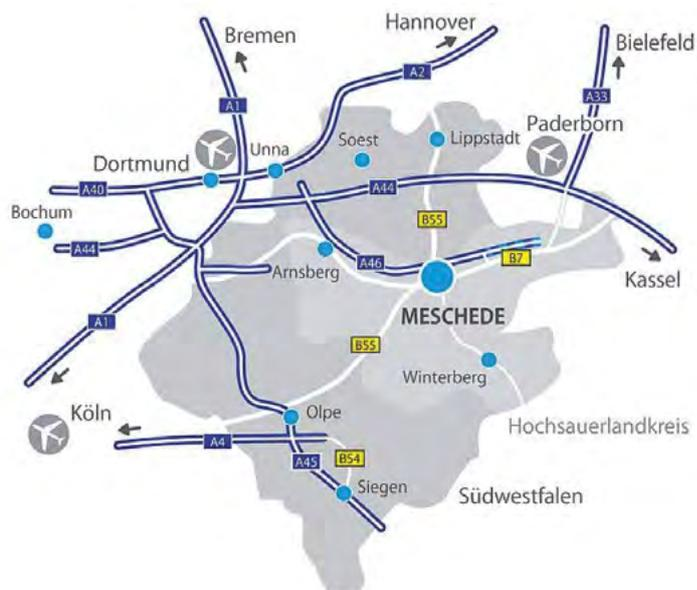 Hannover
Bremen
Bielefeld
A2
A33
A1
Paderborn
Soest
Lippstadt
Unna
Dortmund
A40
A44
Bochum
B55
A44
A46
B7
Arnsberg
Kassel
MESCHEDE
A1
B55
Winterberg
Köln
Olpe
Hochsauerlandkreis
A4
B54
A45
Siegen
Südwestfalen